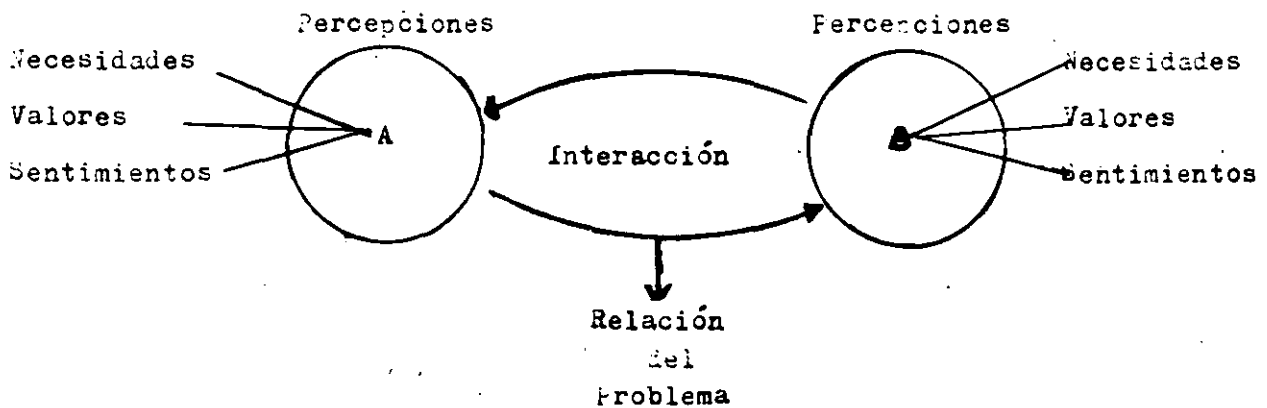 Percepciones
Percepciones
Necesidades
Necesidades
Valores
A
B
Valores
Interacción
Sentimientos
Sentimientos
Relación
del
Problema